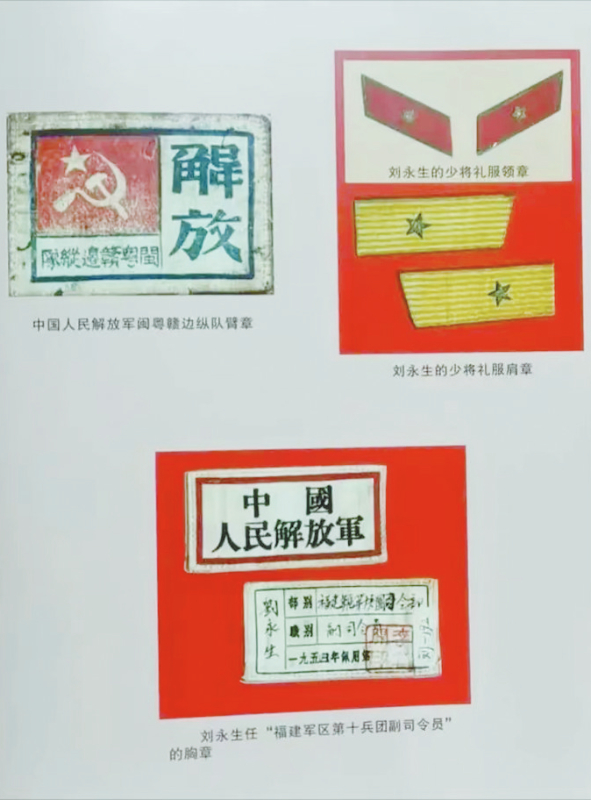 解放
閩粤贛邊縱隊
中国人民解放军闽粤赣边纵队臂章
刘永生的少将礼服领章
刘永生的少将礼服肩章
中國
人民解放軍
劉永生
部别 福建
職别 副司令
一九五 年佩用
刘永生任“福建军区第十兵团副司令员”
的胸章